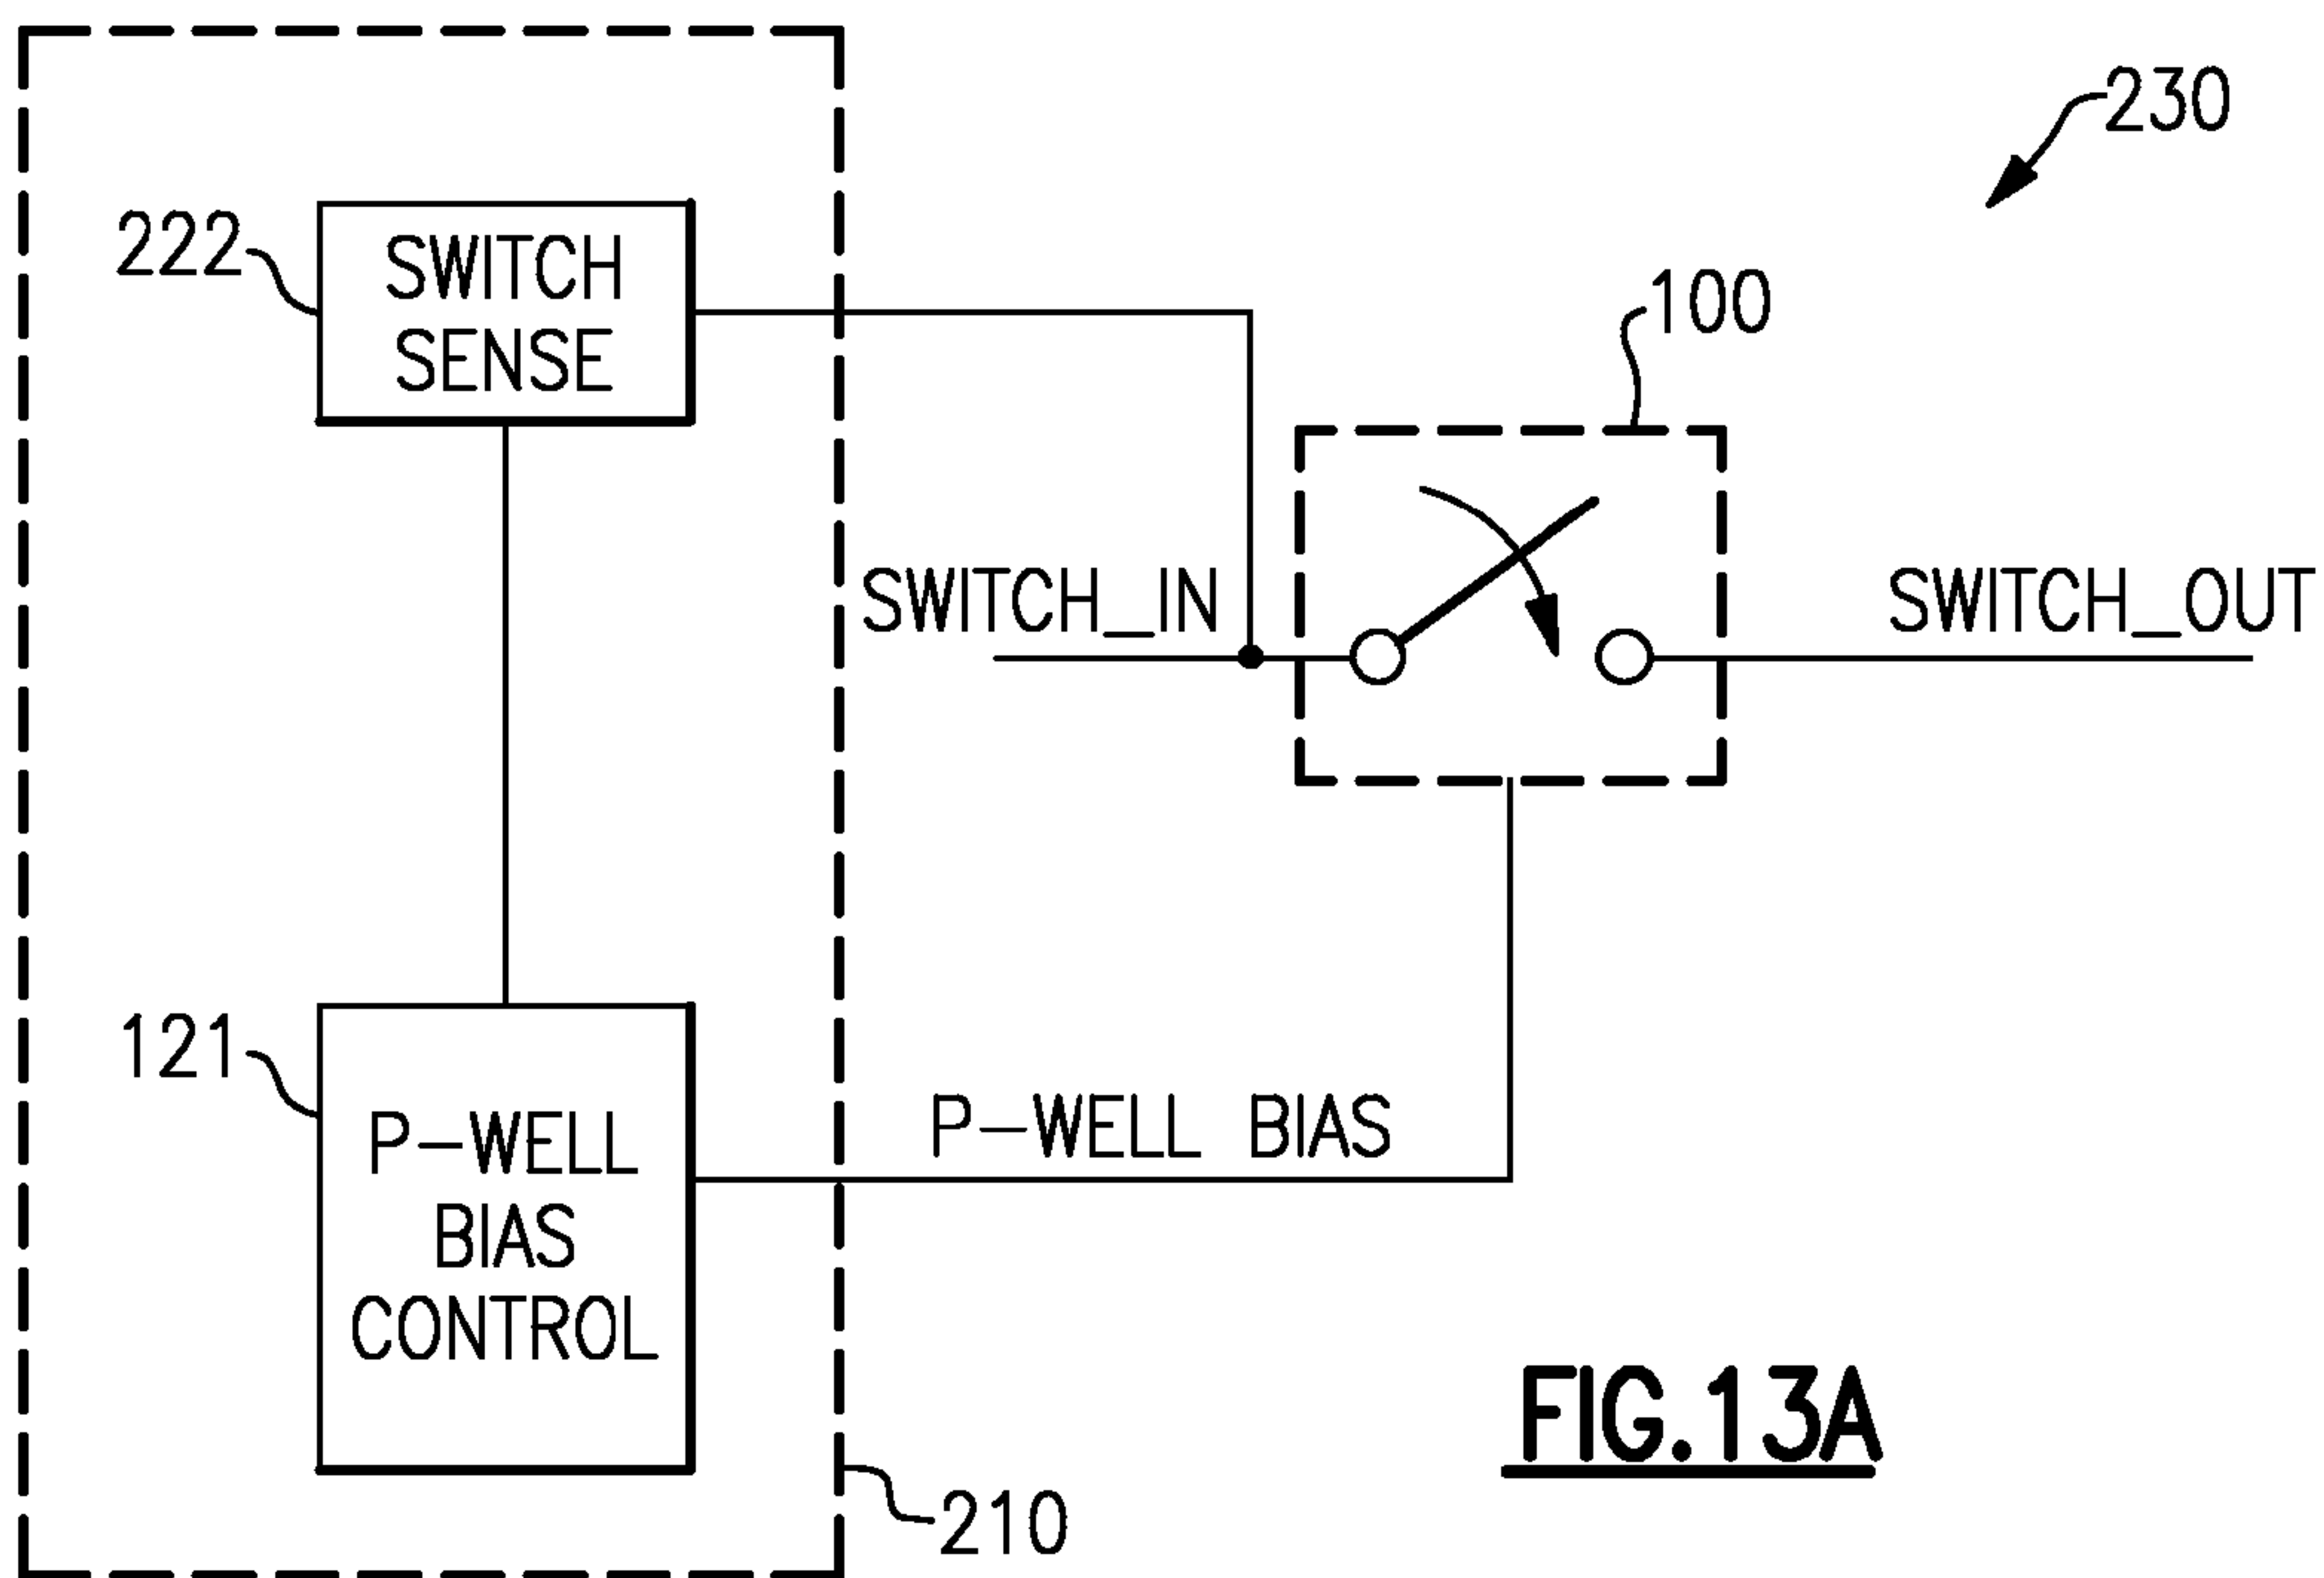 230
222
SWITCH
SENSE
100
SWITCH_IN
SWITCH_OUT
121
P-WELL
BIAS
CONTROL
P-WELL BIAS
210
FIG.13A